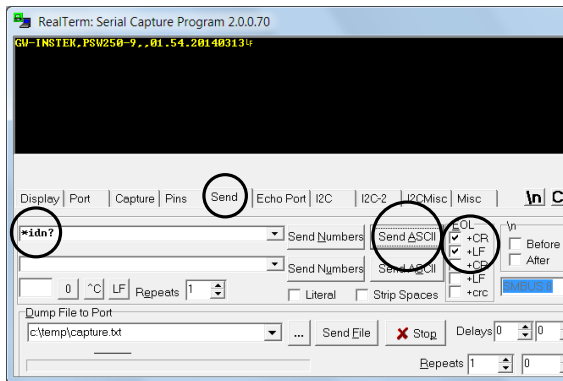 RealTerm: Serial Capture Program 2.0.0.70
GW-INSTEK,PSW250-9,,01.54.20140313
Display Port Capture Pins Send Echo Port I2C I2C-2 I2CMisc Misc \n C
*idn? Send Numbers Send ASCII
EOL
+CR
+LF
\n
Before
After
Send Numbers Send ASCII
+CR
+LF
+crc
0 ^C LF Repeats 1 Literal Strip Spaces
SMBUS 8
Dump File to Port
c:\temp\capture.txt ... Send File Stop Delays 0 0
Repeats 1 0